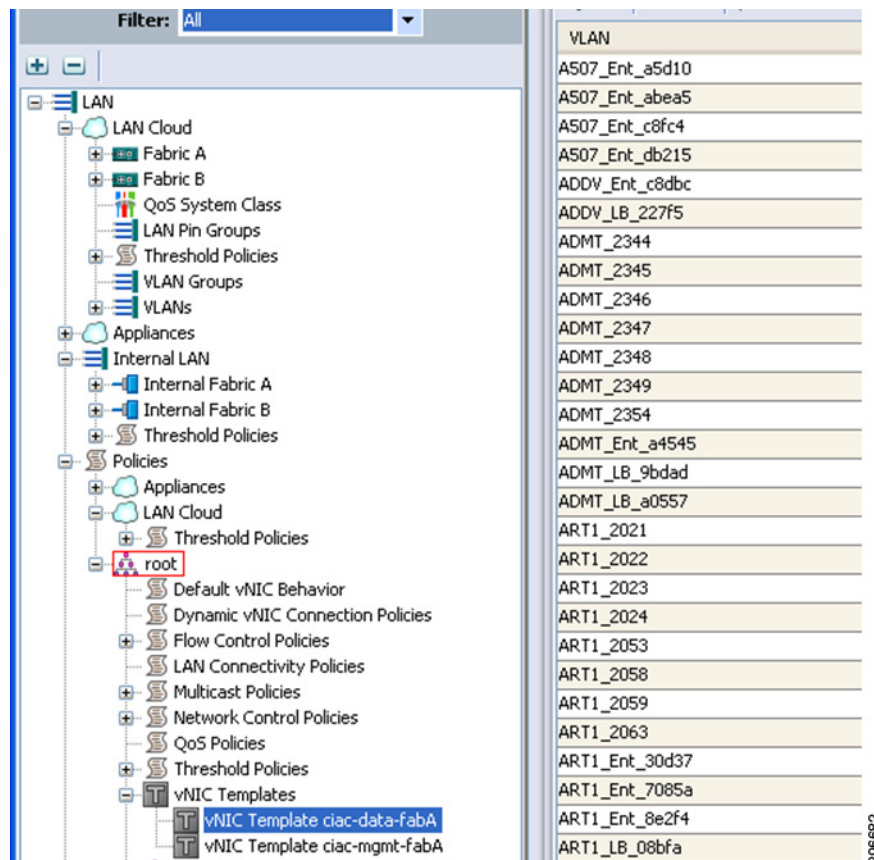 Filter: All
LAN
LAN Cloud
Fabric A
Fabric B
QoS System Class
LAN Pin Groups
Threshold Policies
VLAN Groups
VLANs
Appliances
Internal LAN
Internal Fabric A
Internal Fabric B
Threshold Policies
Policies
Appliances
LAN Cloud
Threshold Policies
root
Default vNIC Behavior
Dynamic vNIC Connection Policies
Flow Control Policies
LAN Connectivity Policies
Multicast Policies
Network Control Policies
QoS Policies
Threshold Policies
vNIC Templates
vNIC Template ciac-data-fabA
vNIC Template ciac-mgmt-fabA
VLAN
A507_Ent_a5d10
A507_Ent_abea5
A507_Ent_c8fc4
A507_Ent_db215
ADDV_Ent_c8dbc
ADDV_LB_227f5
ADMT_2344
ADMT_2345
ADMT_2346
ADMT_2347
ADMT_2348
ADMT_2349
ADMT_2354
ADMT_Ent_a4545
ADMT_LB_9bdad
ADMT_LB_a0557
ART1_2021
ART1_2022
ART1_2023
ART1_2024
ART1_2053
ART1_2058
ART1_2059
ART1_2063
ART1_Ent_30d37
ART1_Ent_7085a
ART1_Ent_8e2f4
ART1_LB_08bfa